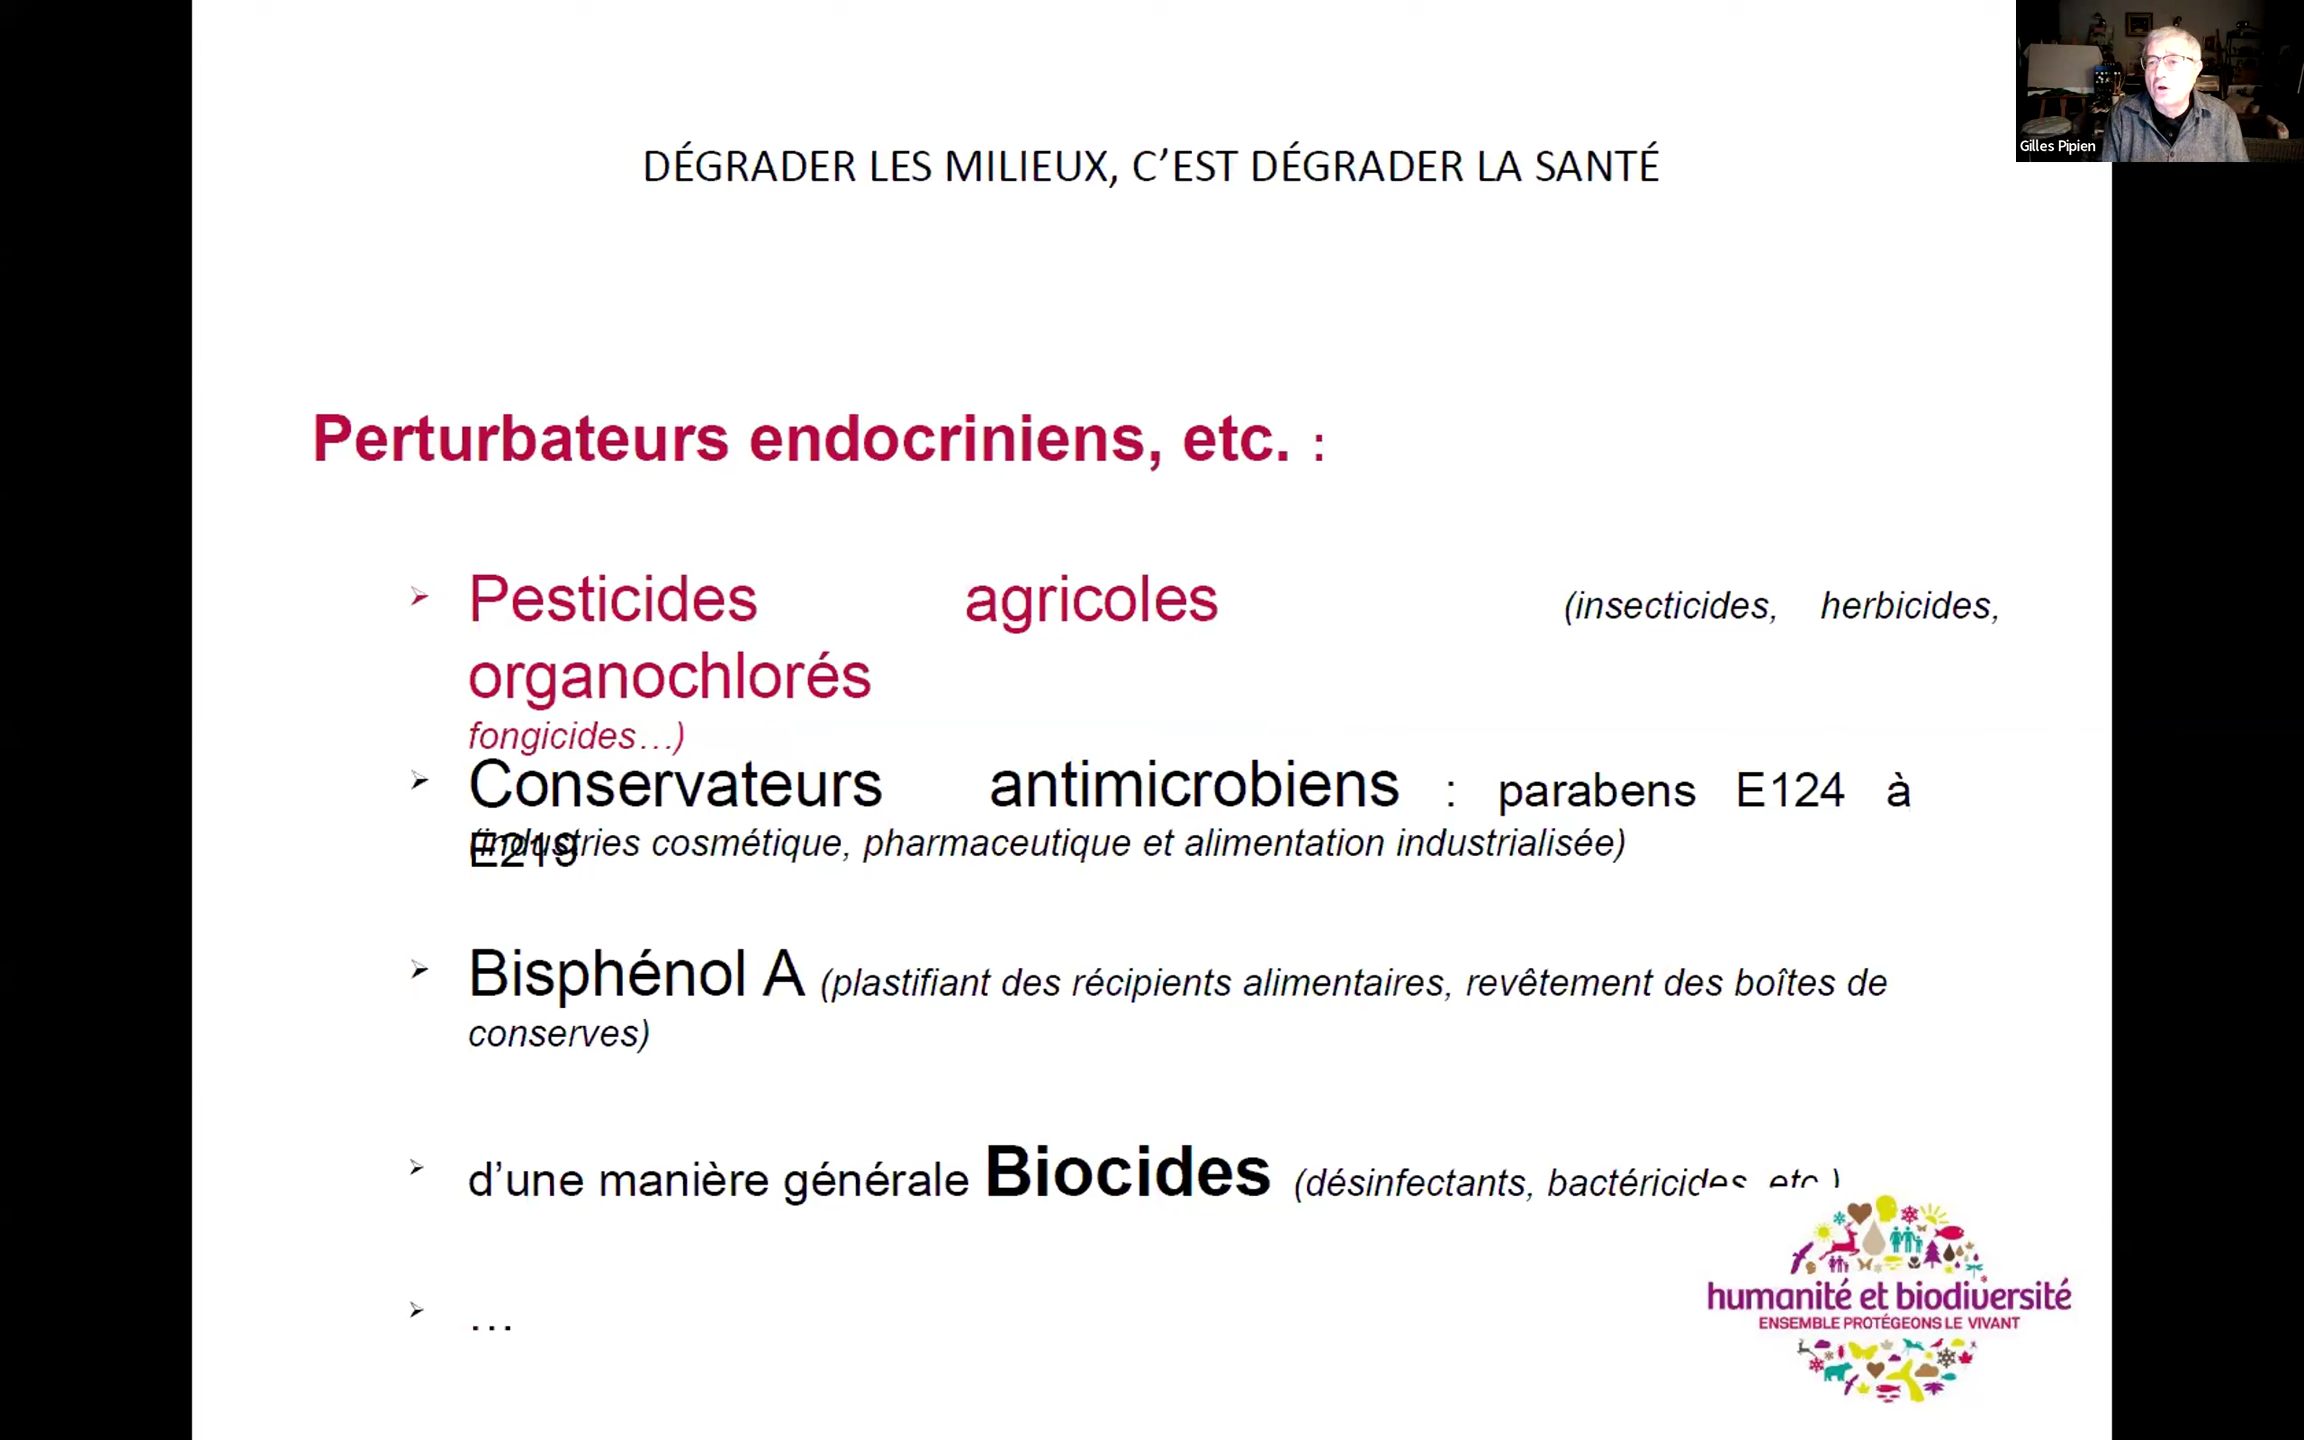 Gilles Pipien
DÉGRADER LES MILIEUX, C’EST DÉGRADER LA SANTÉ
Perturbateurs endocriniens, etc. :
➢ Pesticides agricoles (insecticides, herbicides,
organochlorés
fongicides…)
➢ Conservateurs antimicrobiens : parabens E124 à
E219
(industries cosmétique, pharmaceutique et alimentation industrialisée)
➢ Bisphénol A (plastifiant des récipients alimentaires, revêtement des boîtes de
conserves)
➢ d’une manière générale Biocides (désinfectants, bactéricides, etc.)
➢ …
humanité et biodiversité
ENSEMBLE PROTÉGEONS LE VIVANT